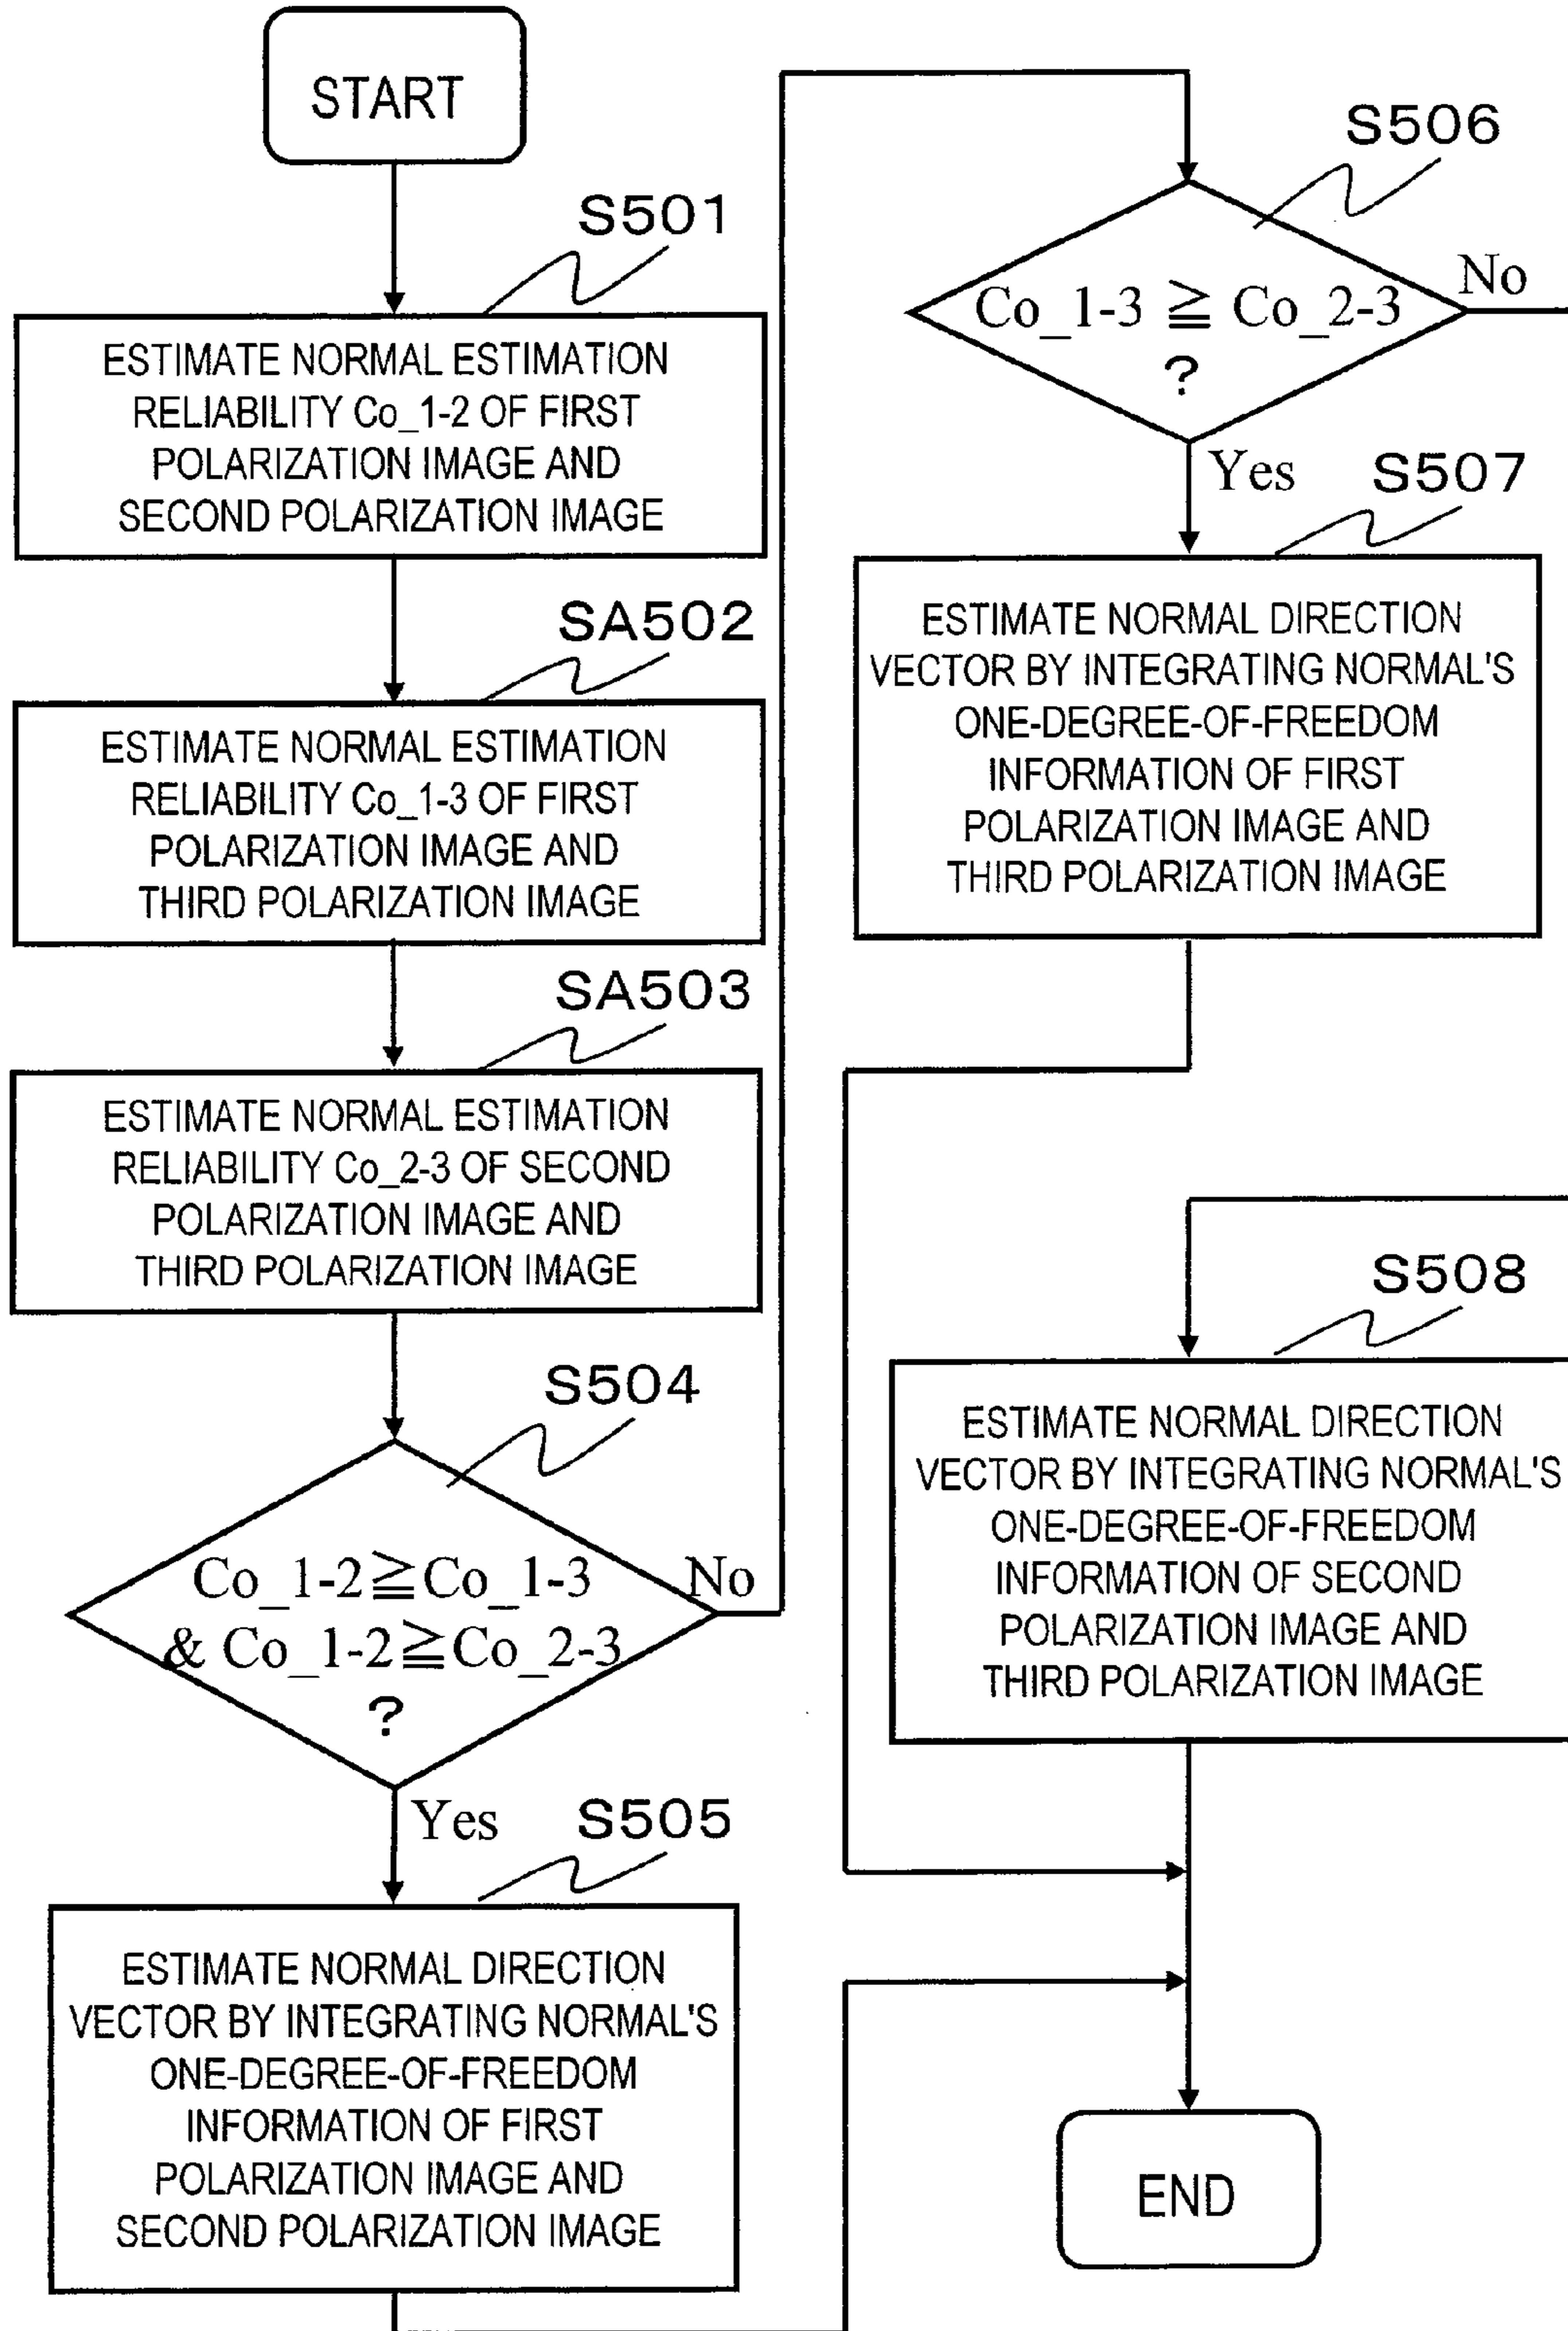 START
S501
ESTIMATE NORMAL ESTIMATION
RELIABILITY Co_1-2 OF FIRST
POLARIZATION IMAGE AND
SECOND POLARIZATION IMAGE
SA502
ESTIMATE NORMAL ESTIMATION
RELIABILITY Co_1-3 OF FIRST
POLARIZATION IMAGE AND
THIRD POLARIZATION IMAGE
SA503
ESTIMATE NORMAL ESTIMATION
RELIABILITY Co_2-3 OF SECOND
POLARIZATION IMAGE AND
THIRD POLARIZATION IMAGE
S504
Co_1-2≧Co_1-3
& Co_1-2≧Co_2-3
?
No
Yes
S505
ESTIMATE NORMAL DIRECTION
VECTOR BY INTEGRATING NORMAL'S
ONE-DEGREE-OF-FREEDOM
INFORMATION OF FIRST
POLARIZATION IMAGE AND
SECOND POLARIZATION IMAGE
S506
Co_1-3 ≧ Co_2-3
?
No
Yes
S507
ESTIMATE NORMAL DIRECTION
VECTOR BY INTEGRATING NORMAL'S
ONE-DEGREE-OF-FREEDOM
INFORMATION OF FIRST
POLARIZATION IMAGE AND
THIRD POLARIZATION IMAGE
S508
ESTIMATE NORMAL DIRECTION
VECTOR BY INTEGRATING NORMAL'S
ONE-DEGREE-OF-FREEDOM
INFORMATION OF SECOND
POLARIZATION IMAGE AND
THIRD POLARIZATION IMAGE
END